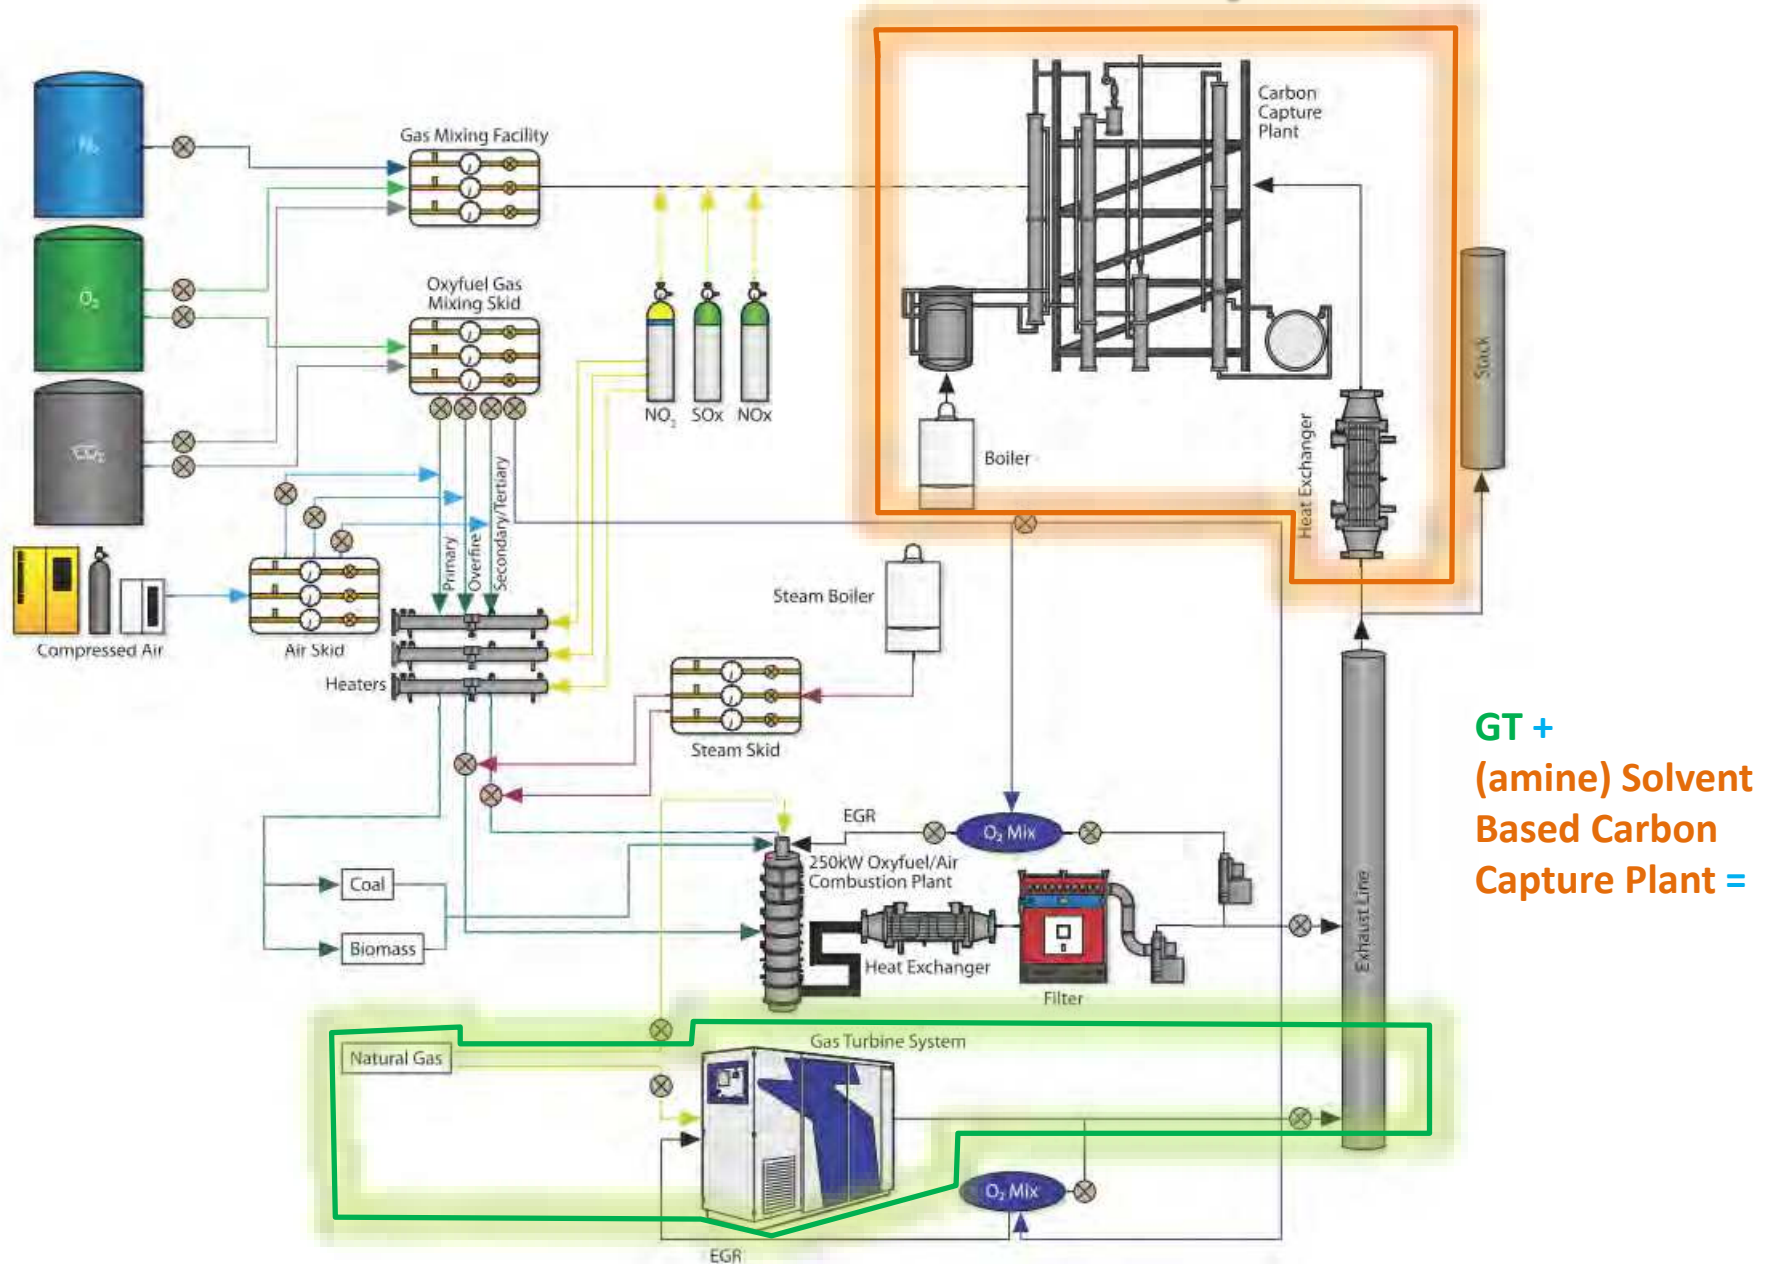 N₂
Gas Mixing Facility
Carbon
Capture
Plant
O₂
Oxyfuel Gas
Mixing Skid
NO₂
SOx
NOx
Boiler
Heat Exchanger
Stack
Primary
Overfire
Secondary/Tertiary
Compressed Air
Air Skid
Heaters
Steam Boiler
Steam Skid
GT +
(amine) Solvent
Based Carbon
Capture Plant =
EGR
O₂ Mix
250kW Oxyfuel/Air
Combustion Plant
Coal
Biomass
Heat Exchanger
Filter
Exhaust Line
Natural Gas
Gas Turbine System
O₂ Mix
EGR